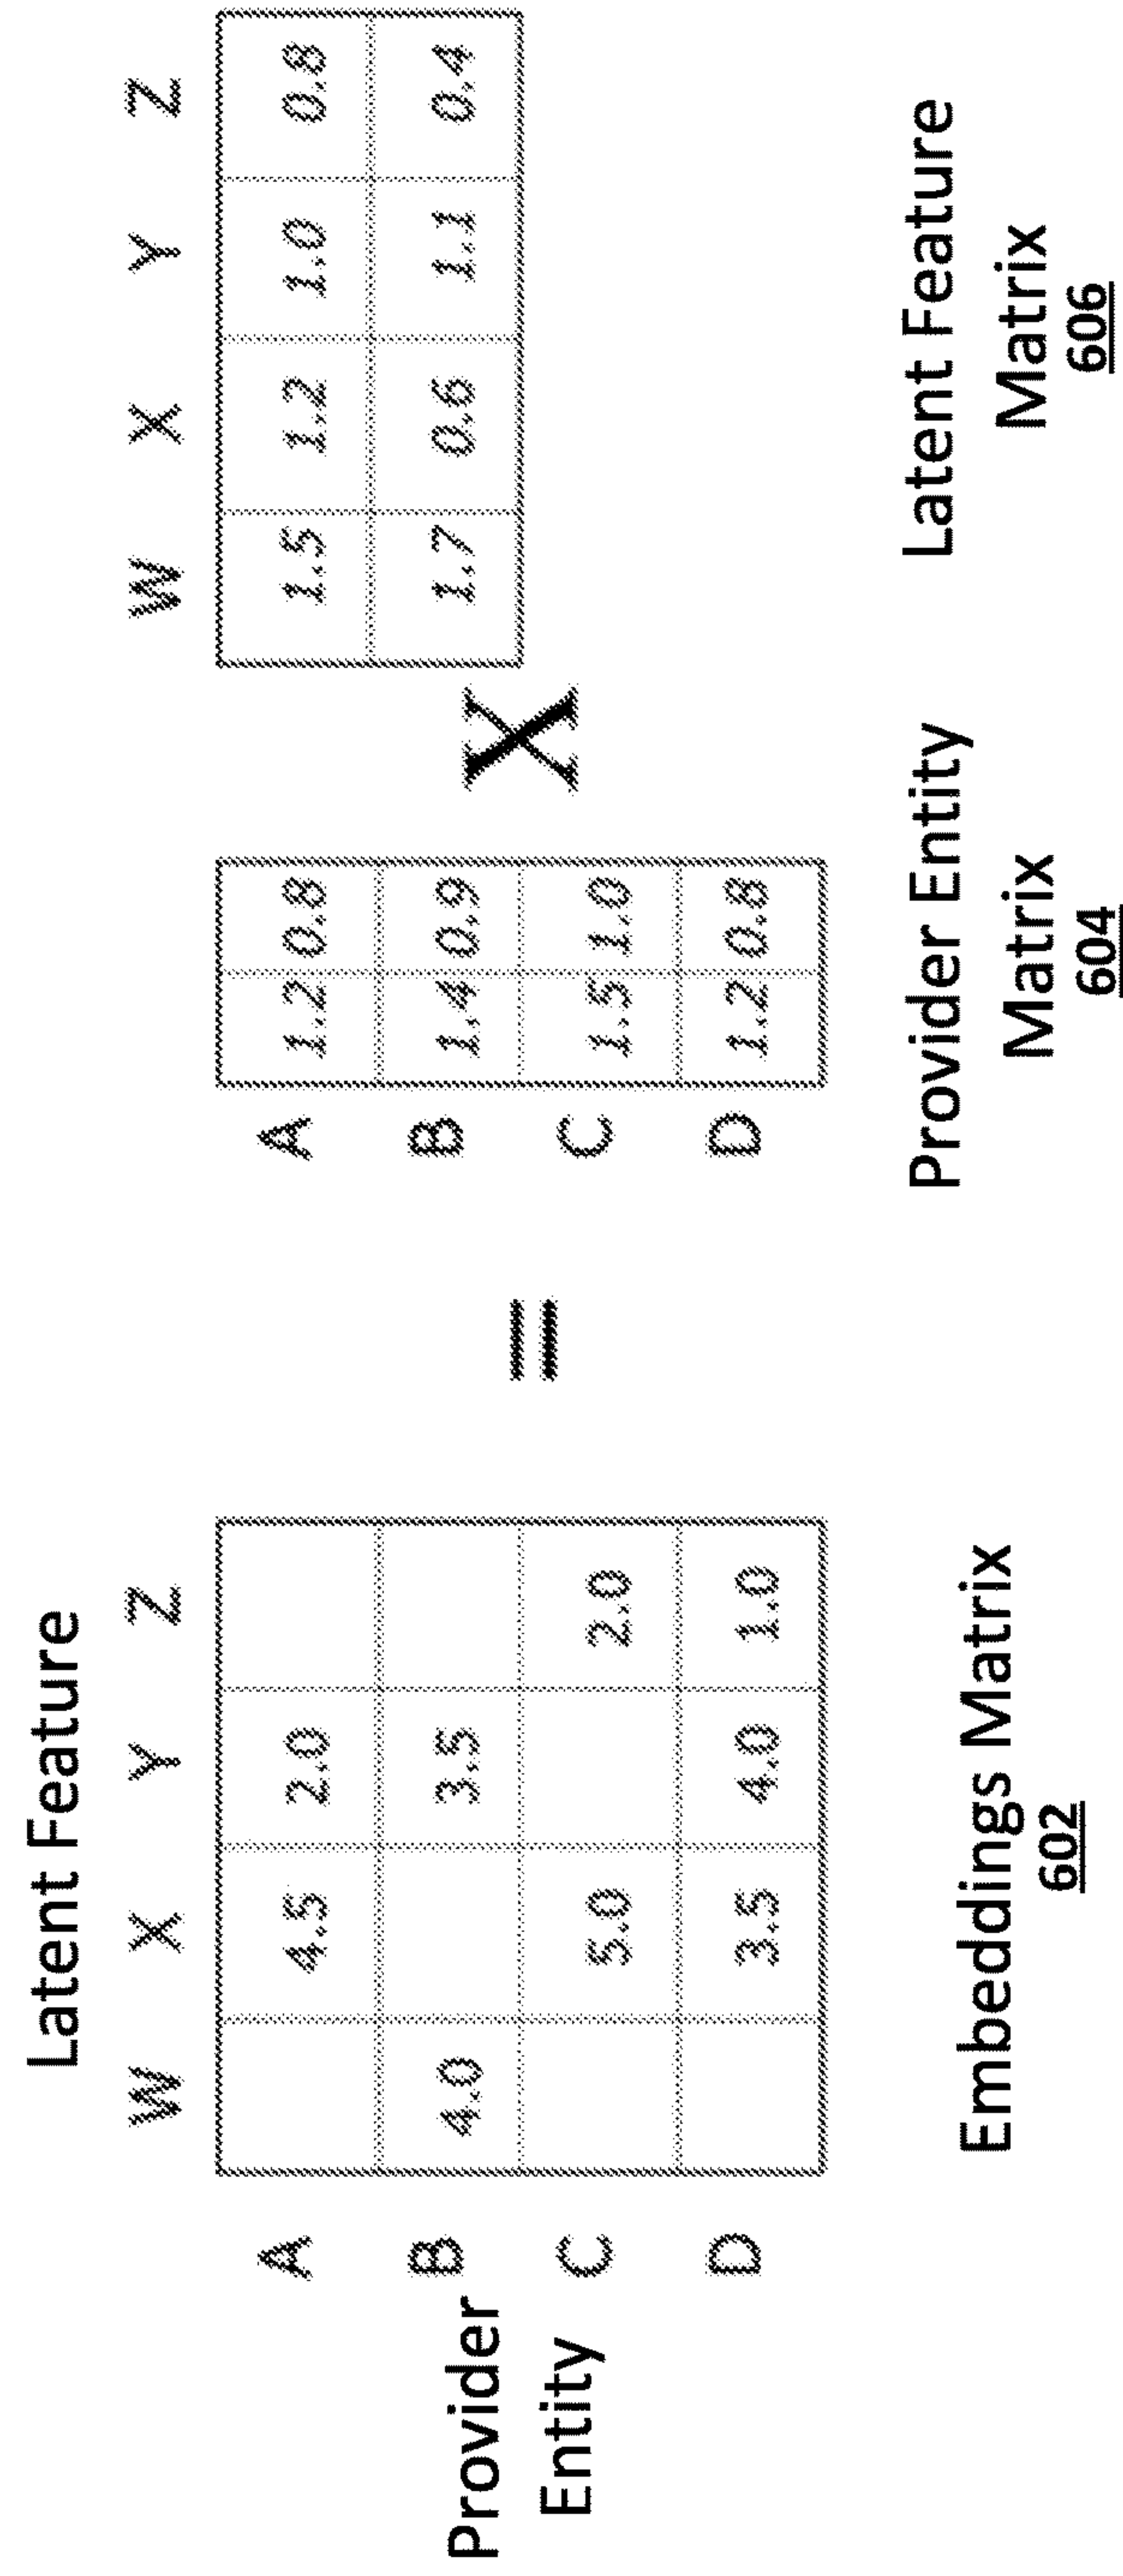 Latent Feature
W X Y Z
Provider
Entity
A 4.5 2.0
B 4.0 3.5
C 5.0 2.0
D 3.5 4.0 1.0
Embeddings Matrix
602
=
A 1.2 0.8
B 1.4 0.9
C 1.5 1.0
D 1.2 0.8
Provider Entity
Matrix
604
X
W X Y Z
1.5 1.2 1.0 0.8
1.7 0.6 1.1 0.4
Latent Feature
Matrix
606